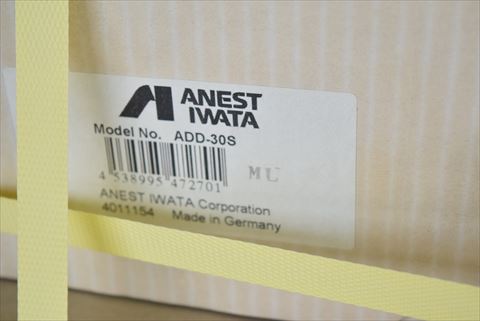 ANEST
IWATA
Model No. ADD-30S
4 538995 472701
ML
ANEST IWATA Corporation
4011154 Made in Germany